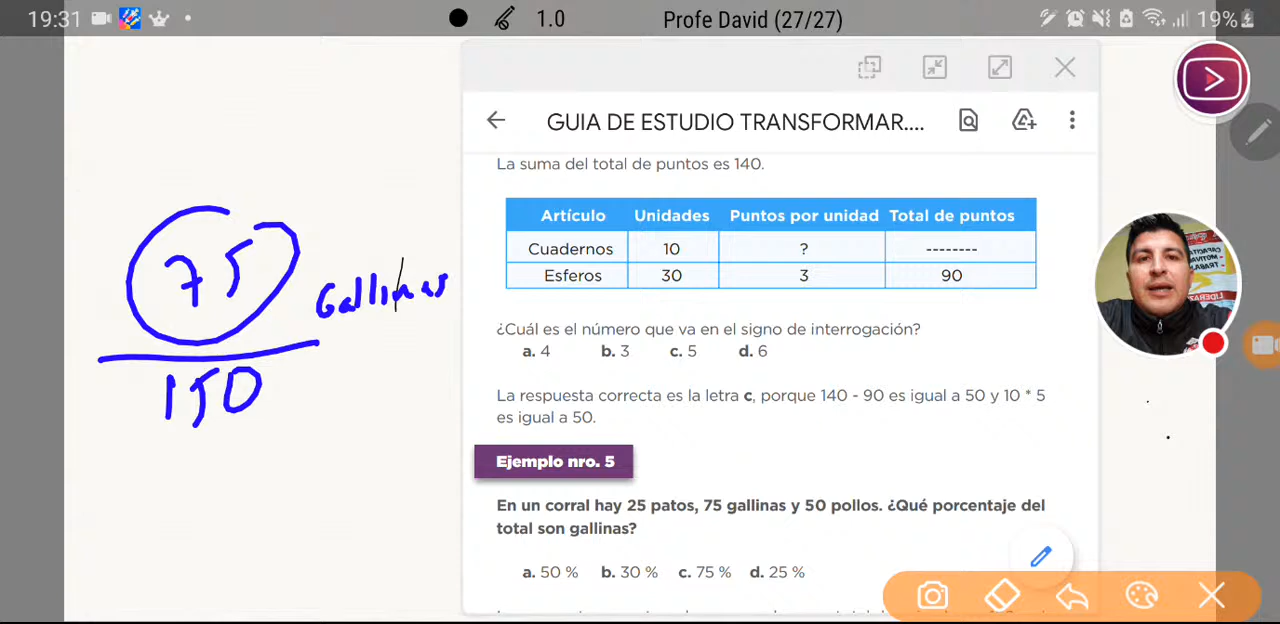 19:31 1.0 Profe David (27/27) 19%
GUIA DE ESTUDIO TRANSFORMAR....
La suma del total de puntos es 140.
Artículo Unidades Puntos por unidad Total de puntos
Cuadernos 10 ? --------
Esferos 30 3 90
¿Cuál es el número que va en el signo de interrogación?
a. 4 b. 3 c. 5 d. 6
La respuesta correcta es la letra c, porque 140 - 90 es igual a 50 y 10 * 5
es igual a 50.
Ejemplo nro. 5
En un corral hay 25 patos, 75 gallinas y 50 pollos. ¿Qué porcentaje del
total son gallinas?
a. 50 % b. 30 % c. 75 % d. 25 %
75 Gallinas
150